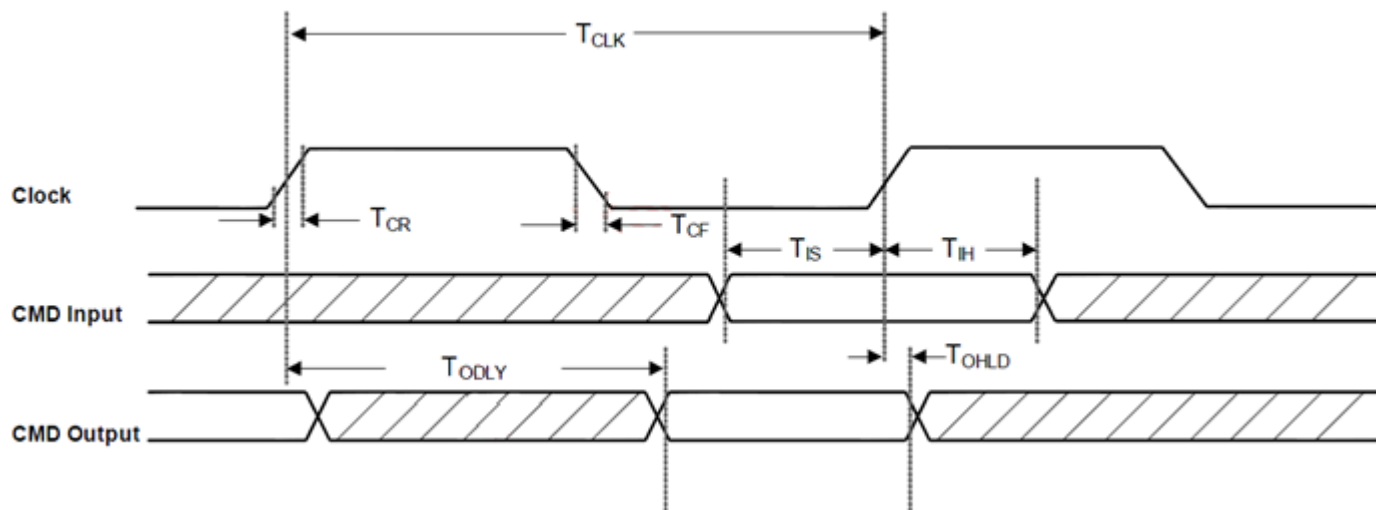 TCLK
Clock
TCR
TCF
TIS
TIH
CMD Input
TODLY
TOHLD
CMD Output